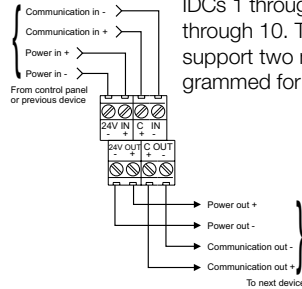 Communication in -
Communication in +
Power in +
Power in -
From control panel
or previous device
IDCs 1 throug
through 10. T
support two r
grammed for
24V IN C IN
- + + -
24V OUT C OUT
- + + -
Power out +
Power out -
Communication out -
Communication out +
To next device